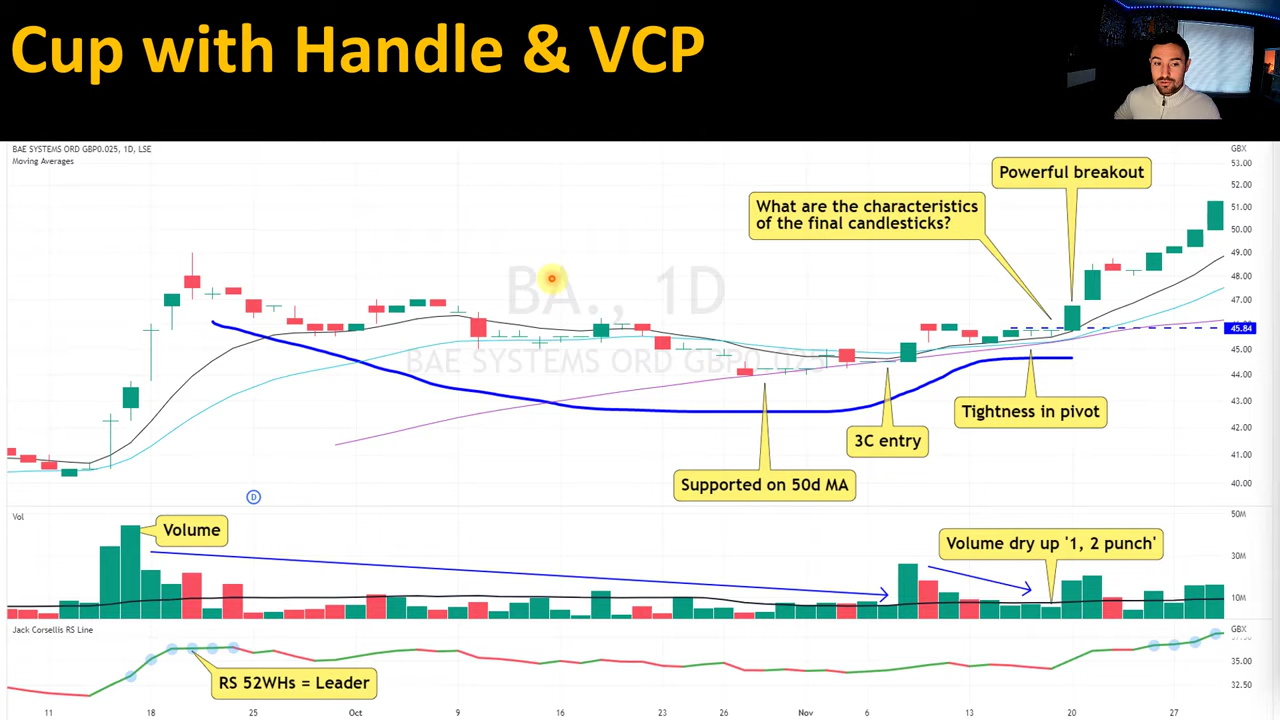 Cup with Handle & VCP
BAE SYSTEMS ORD GBP0.025, 1D, LSE
Moving Averages
GBX
53.00
52.00
51.00
50.00
49.00
48.00
47.00
45.84
45.00
44.00
43.00
42.00
41.00
40.00
Powerful breakout
What are the characteristics
of the final candlesticks?
BA., 1D
BAE SYSTEMS ORD GBP0.025
Tightness in pivot
3C entry
Supported on 50d MA
D
Vol
50M
30M
10M
Volume
Volume dry up '1, 2 punch'
Jack Corsellis RS Line
GBX
37.50
35.00
32.50
RS 52WHs = Leader
11
18
25
Oct
9
16
23
26
Nov
6
13
20
27